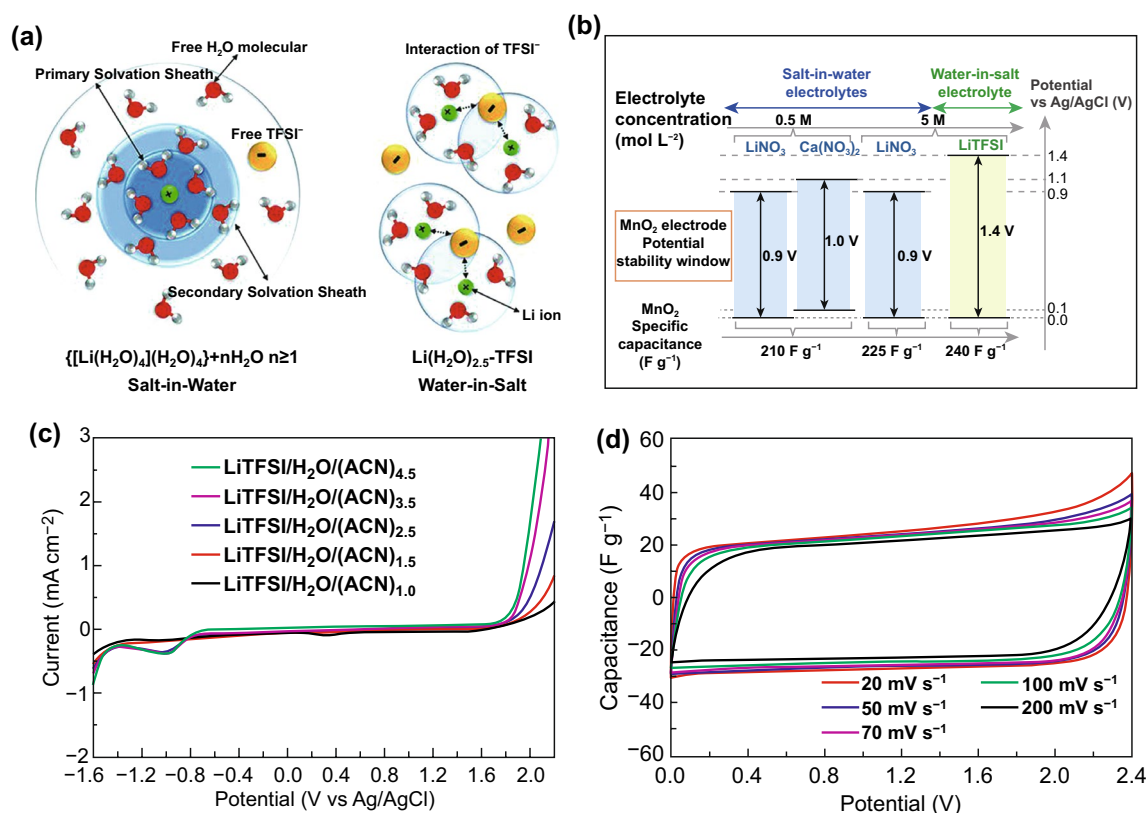 (a)
Free H₂O molecular
Primary Solvation Sheath
Free TFSI⁻
Secondary Solvation Sheath
{[Li(H₂O)₄](H₂O)₄}+nH₂O n≥1
Salt-in-Water
Interaction of TFSI⁻
Li ion
Li(H₂O)₂.₅-TFSI
Water-in-Salt
(b)
Salt-in-water
electrolytes
Water-in-salt
electrolyte
Potential
vs Ag/AgCl (V)
Electrolyte
concentration
(mol L⁻²)
0.5 M
5 M
LiNO₃
Ca(NO₃)₂
LiNO₃
LiTFSI
1.4
1.1
0.9
0.1
0.0
MnO₂ electrode
Potential
stability window
0.9 V
1.0 V
0.9 V
1.4 V
MnO₂
Specific
capacitance
(F g⁻¹)
210 F g⁻¹
225 F g⁻¹
240 F g⁻¹
(c)
3
2
1
0
−1
−2
Current (mA cm⁻²)
LiTFSI/H₂O/(ACN)₄.₅
LiTFSI/H₂O/(ACN)₃.₅
LiTFSI/H₂O/(ACN)₂.₅
LiTFSI/H₂O/(ACN)₁.₅
LiTFSI/H₂O/(ACN)₁.₀
−1.6 −1.2 −0.8 −0.4 0.0 0.4 0.8 1.2 1.6 2.0
Potential (V vs Ag/AgCl)
(d)
60
40
20
0
−20
−40
−60
Capacitance (F g⁻¹)
20 mV s⁻¹
50 mV s⁻¹
70 mV s⁻¹
100 mV s⁻¹
200 mV s⁻¹
0.0 0.4 0.8 1.2 1.6 2.0 2.4
Potential (V)